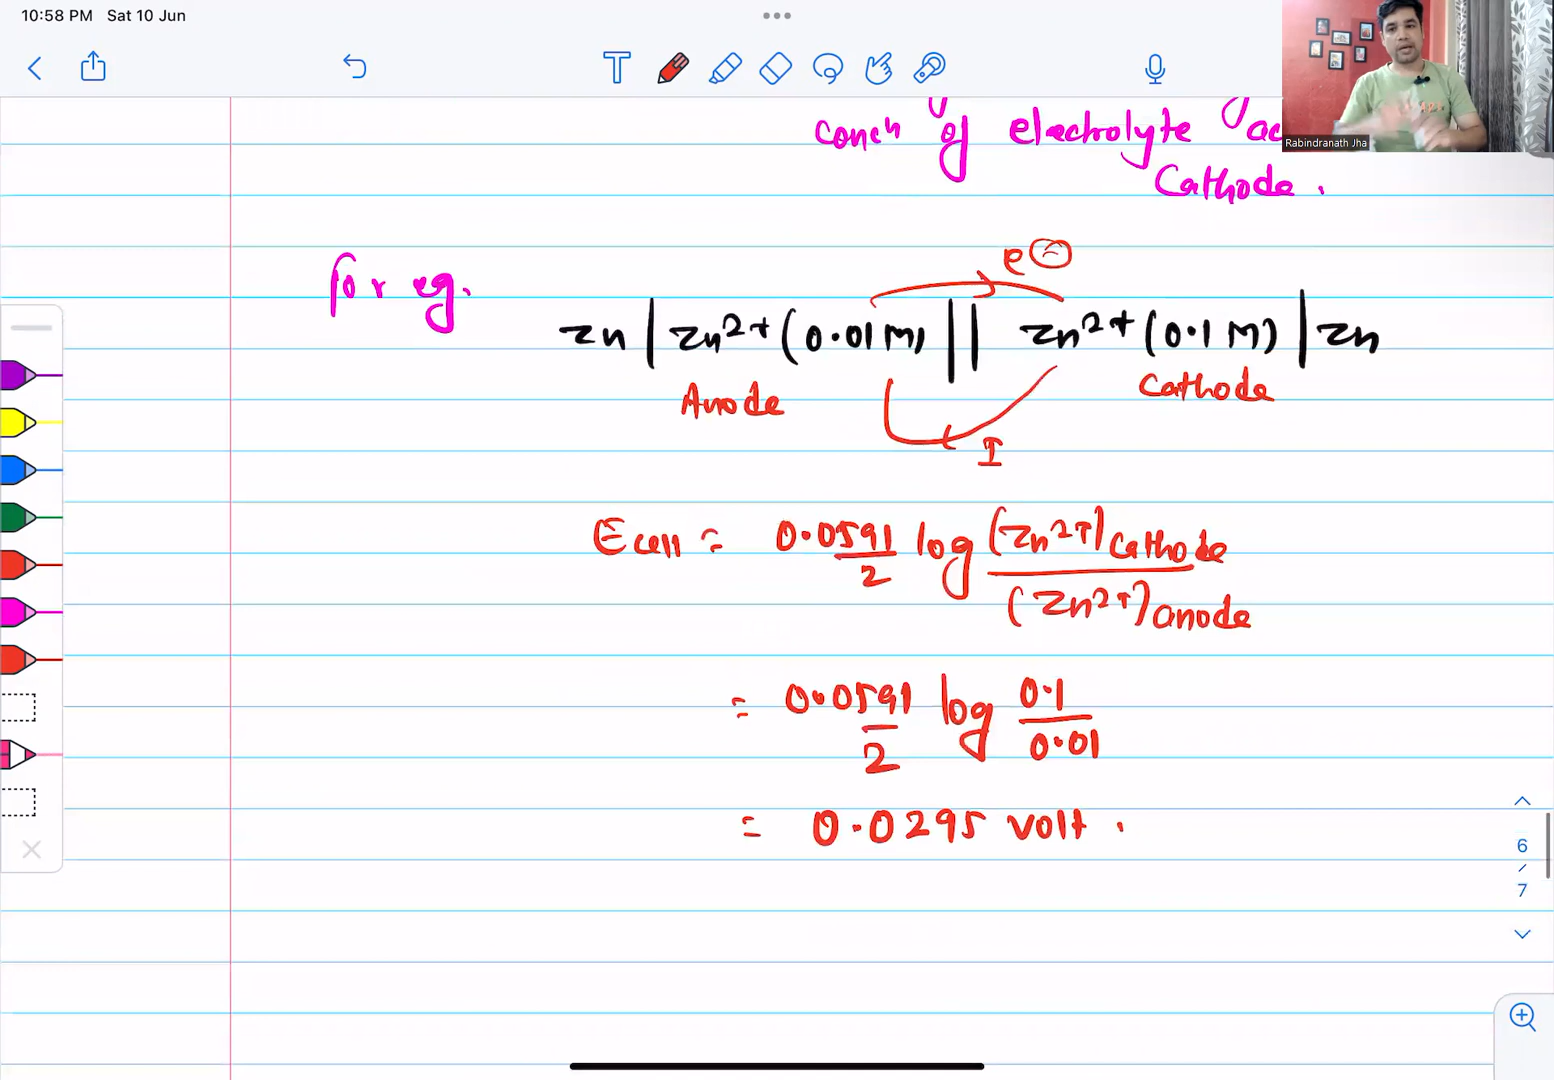 10:58 PM Sat 10 Jun
Rabindranath Jha
concn of electrolyte
Cathode.
for eg.
e⊖
Zn | Zn²⁺ (0.01 M) || Zn²⁺ (0.1 M) | Zn
Anode Cathode
I
Ecell = 0.0591/2 log (Zn²⁺)cathode/(Zn²⁺)anode
= 0.0591/2 log 0.1/0.01
= 0.0295 volt.
6
/
7